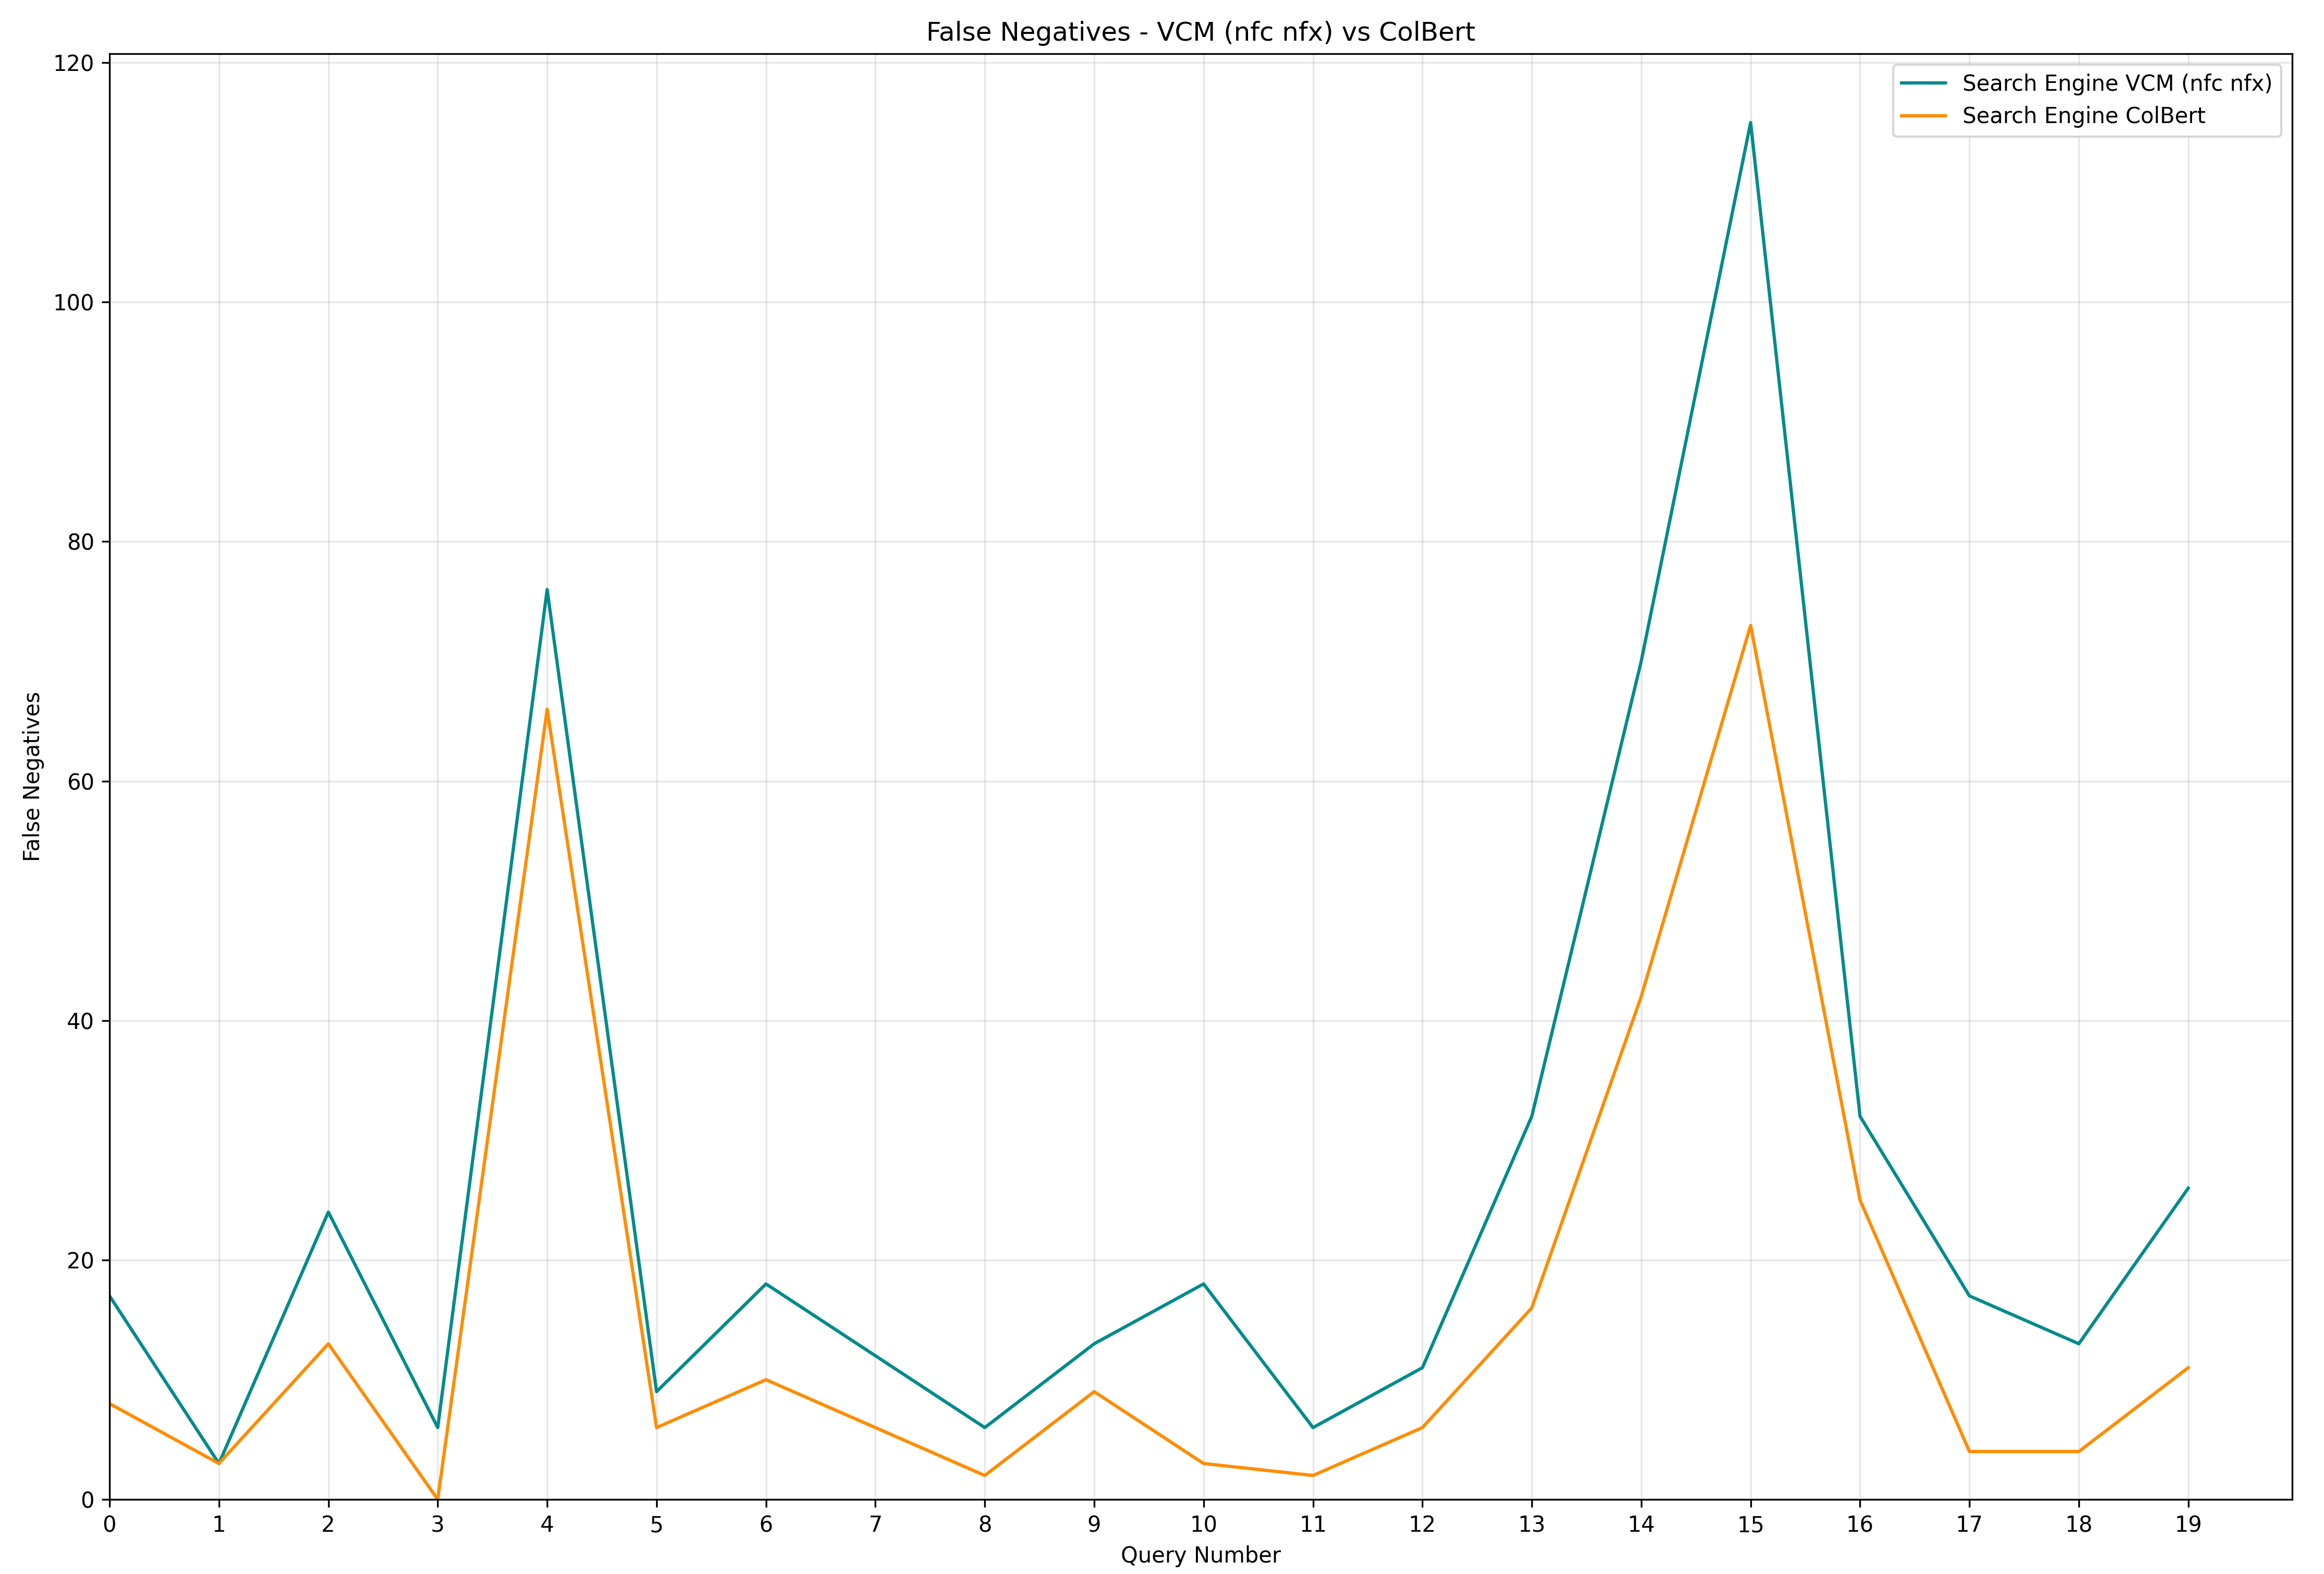 False Negatives - VCM (nfc nfx) vs ColBert
Search Engine VCM (nfc nfx)
Search Engine ColBert
False Negatives
120
100
80
60
40
20
0
0 1 2 3 4 5 6 7 8 9 10 11 12 13 14 15 16 17 18 19
Query Number